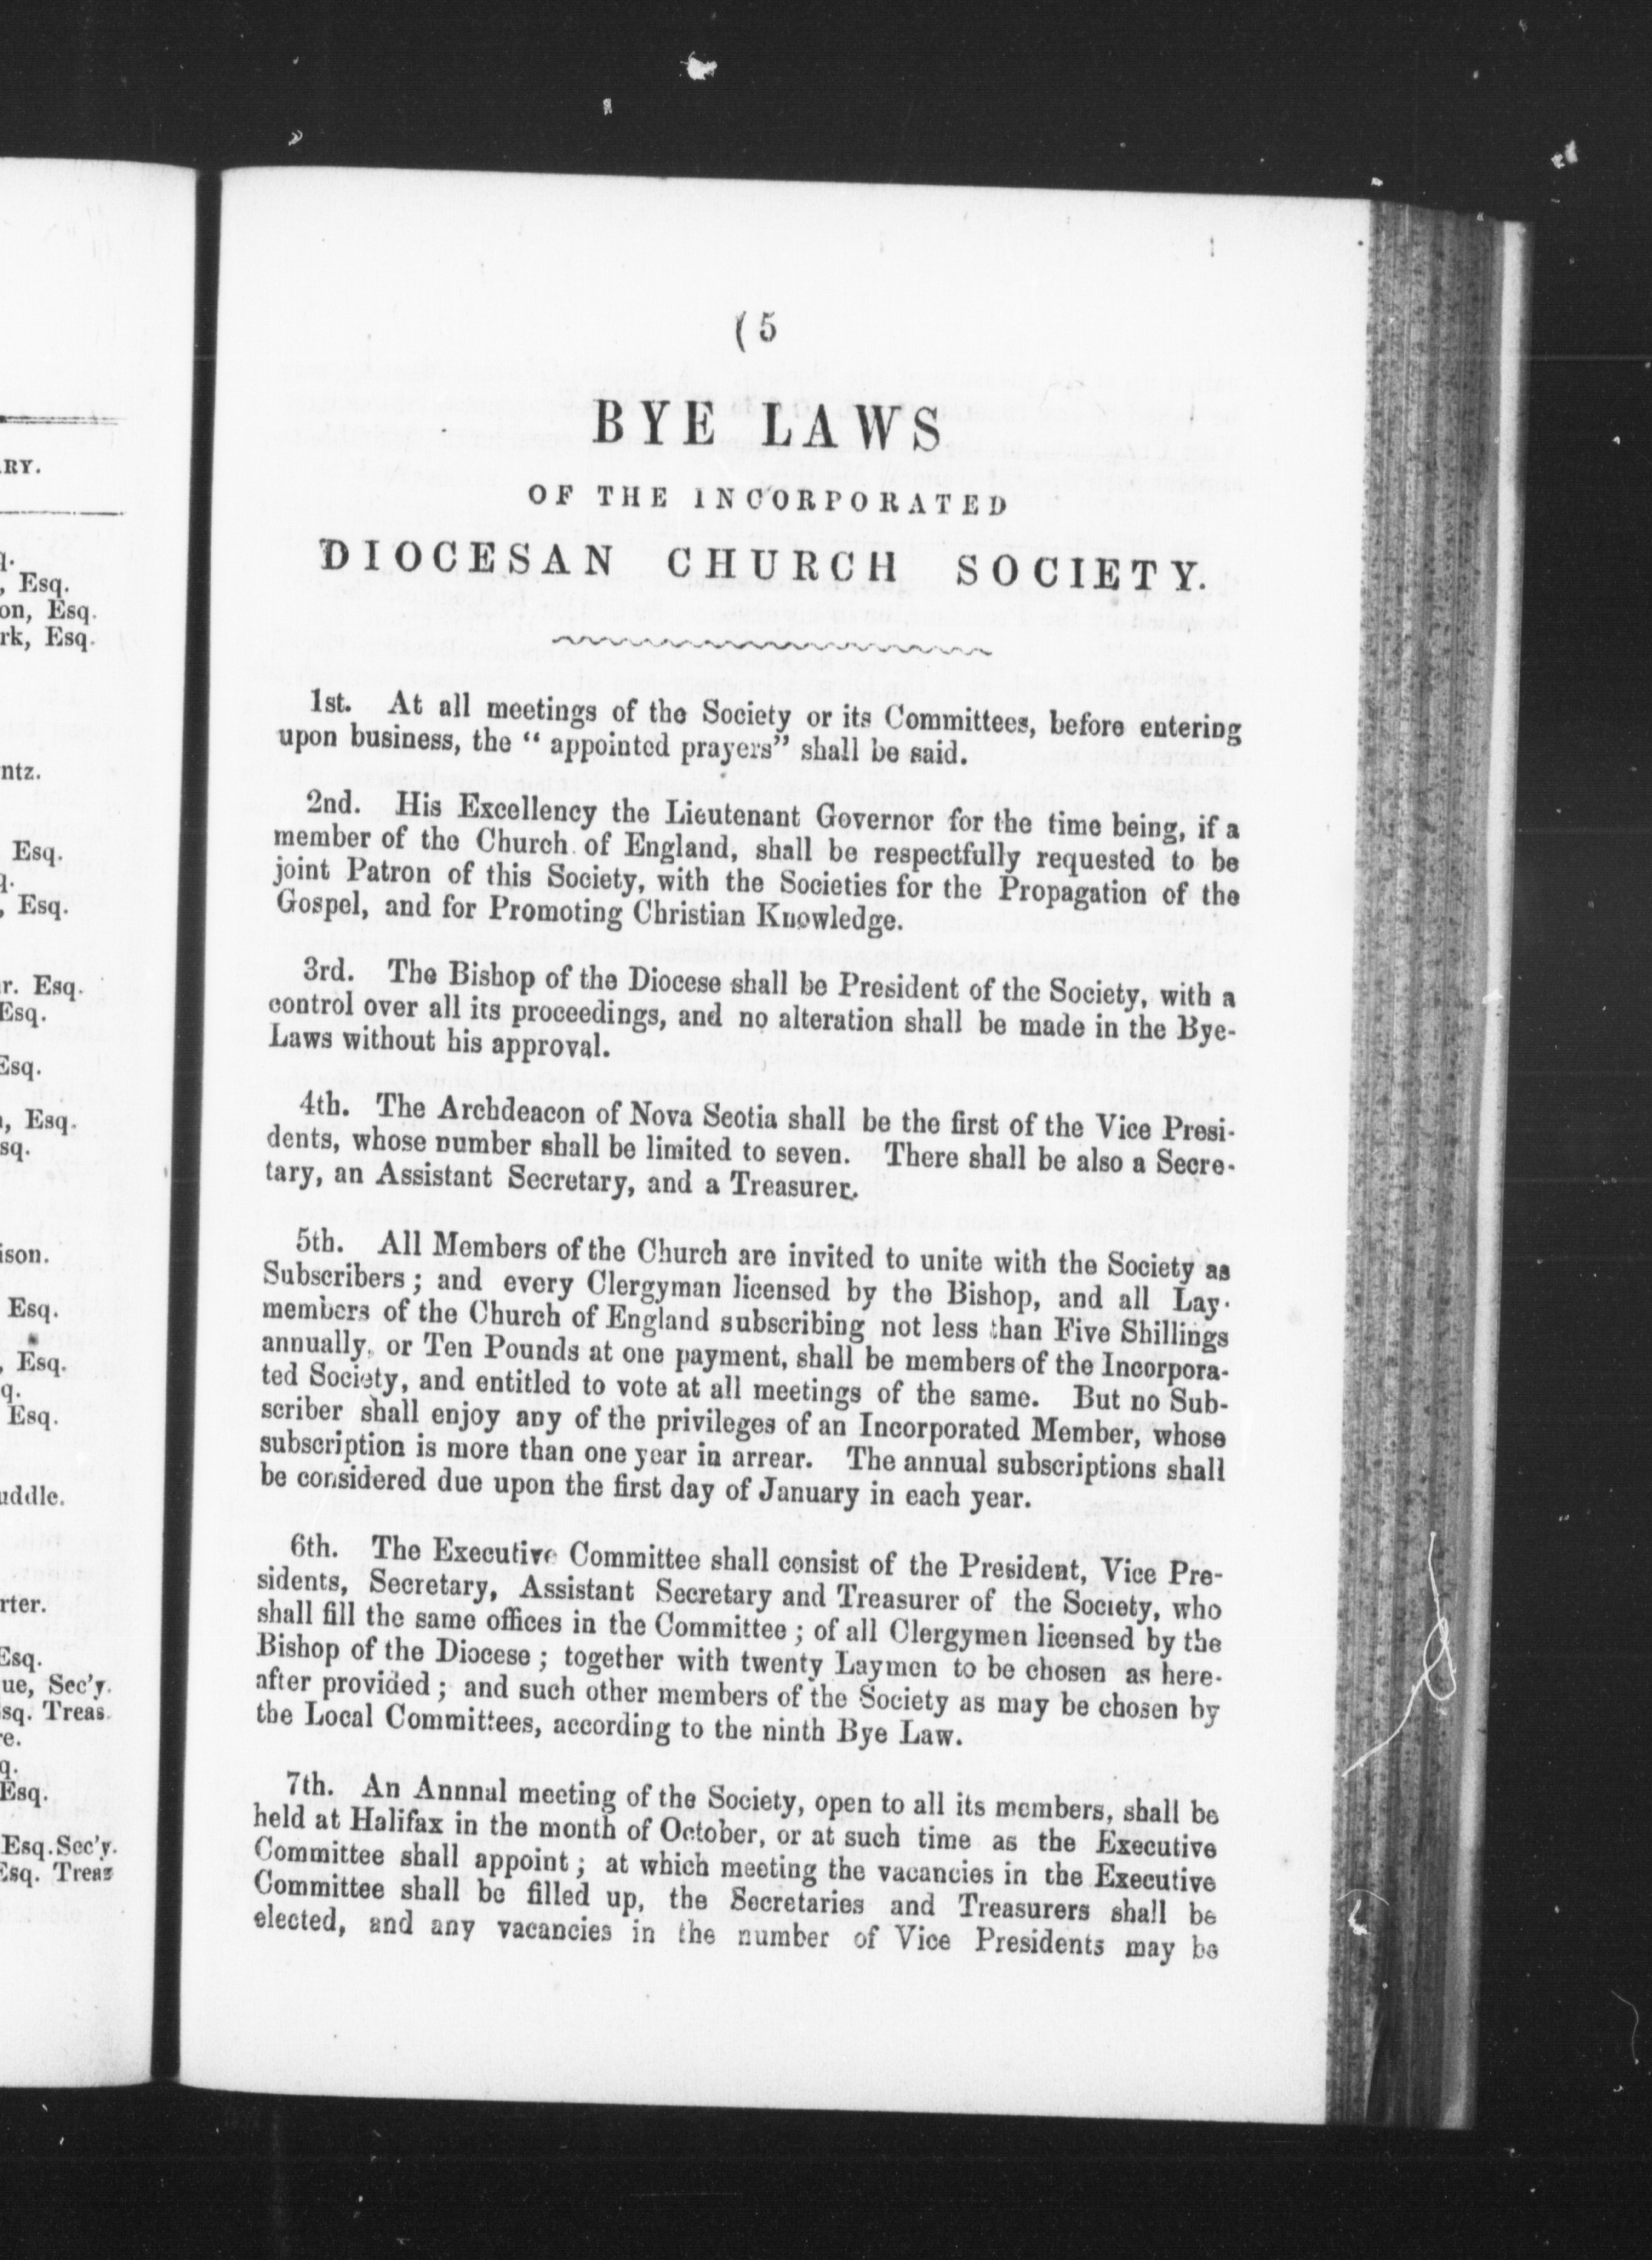 RY.
q.
, Esq.
on, Esq.
rk, Esq.
ntz.
Esq.
q.
, Esq.
r. Esq.
Esq.
Esq.
, Esq.
sq.
ison.
Esq.
, Esq.
q.
Esq.
uddle.
rter.
Esq.
ue, Sec'y.
sq. Treas.
re.
q.
Esq.
Esq. Sec'y.
Esq. Treas
( 5
BYE LAWS
OF THE INCORPORATED
DIOCESAN CHURCH SOCIETY.
1st. At all meetings of the Society or its Committees, before entering
upon business, the “ appointed prayers” shall be said.
2nd. His Excellency the Lieutenant Governor for the time being, if a
member of the Church of England, shall be respectfully requested to be
joint Patron of this Society, with the Societies for the Propagation of the
Gospel, and for Promoting Christian Knowledge.
3rd. The Bishop of the Diocese shall be President of the Society, with a
control over all its proceedings, and no alteration shall be made in the Bye-
Laws without his approval.
4th. The Archdeacon of Nova Scotia shall be the first of the Vice Presi-
dents, whose number shall be limited to seven. There shall be also a Secre-
tary, an Assistant Secretary, and a Treasurer.
5th. All Members of the Church are invited to unite with the Society as
Subscribers ; and every Clergyman licensed by the Bishop, and all Lay-
members of the Church of England subscribing not less than Five Shillings
annually, or Ten Pounds at one payment, shall be members of the Incorpora-
ted Society, and entitled to vote at all meetings of the same. But no Sub-
scriber shall enjoy any of the privileges of an Incorporated Member, whose
subscription is more than one year in arrear. The annual subscriptions shall
be considered due upon the first day of January in each year.
6th. The Executive Committee shall consist of the President, Vice Pre-
sidents, Secretary, Assistant Secretary and Treasurer of the Society, who
shall fill the same offices in the Committee ; of all Clergymen licensed by the
Bishop of the Diocese ; together with twenty Laymen to be chosen as here-
after provided ; and such other members of the Society as may be chosen by
the Local Committees, according to the ninth Bye Law.
7th. An Annnal meeting of the Society, open to all its members, shall be
held at Halifax in the month of October, or at such time as the Executive
Committee shall appoint ; at which meeting the vacancies in the Executive
Committee shall be filled up, the Secretaries and Treasurers shall be
elected, and any vacancies in the number of Vice Presidents may be